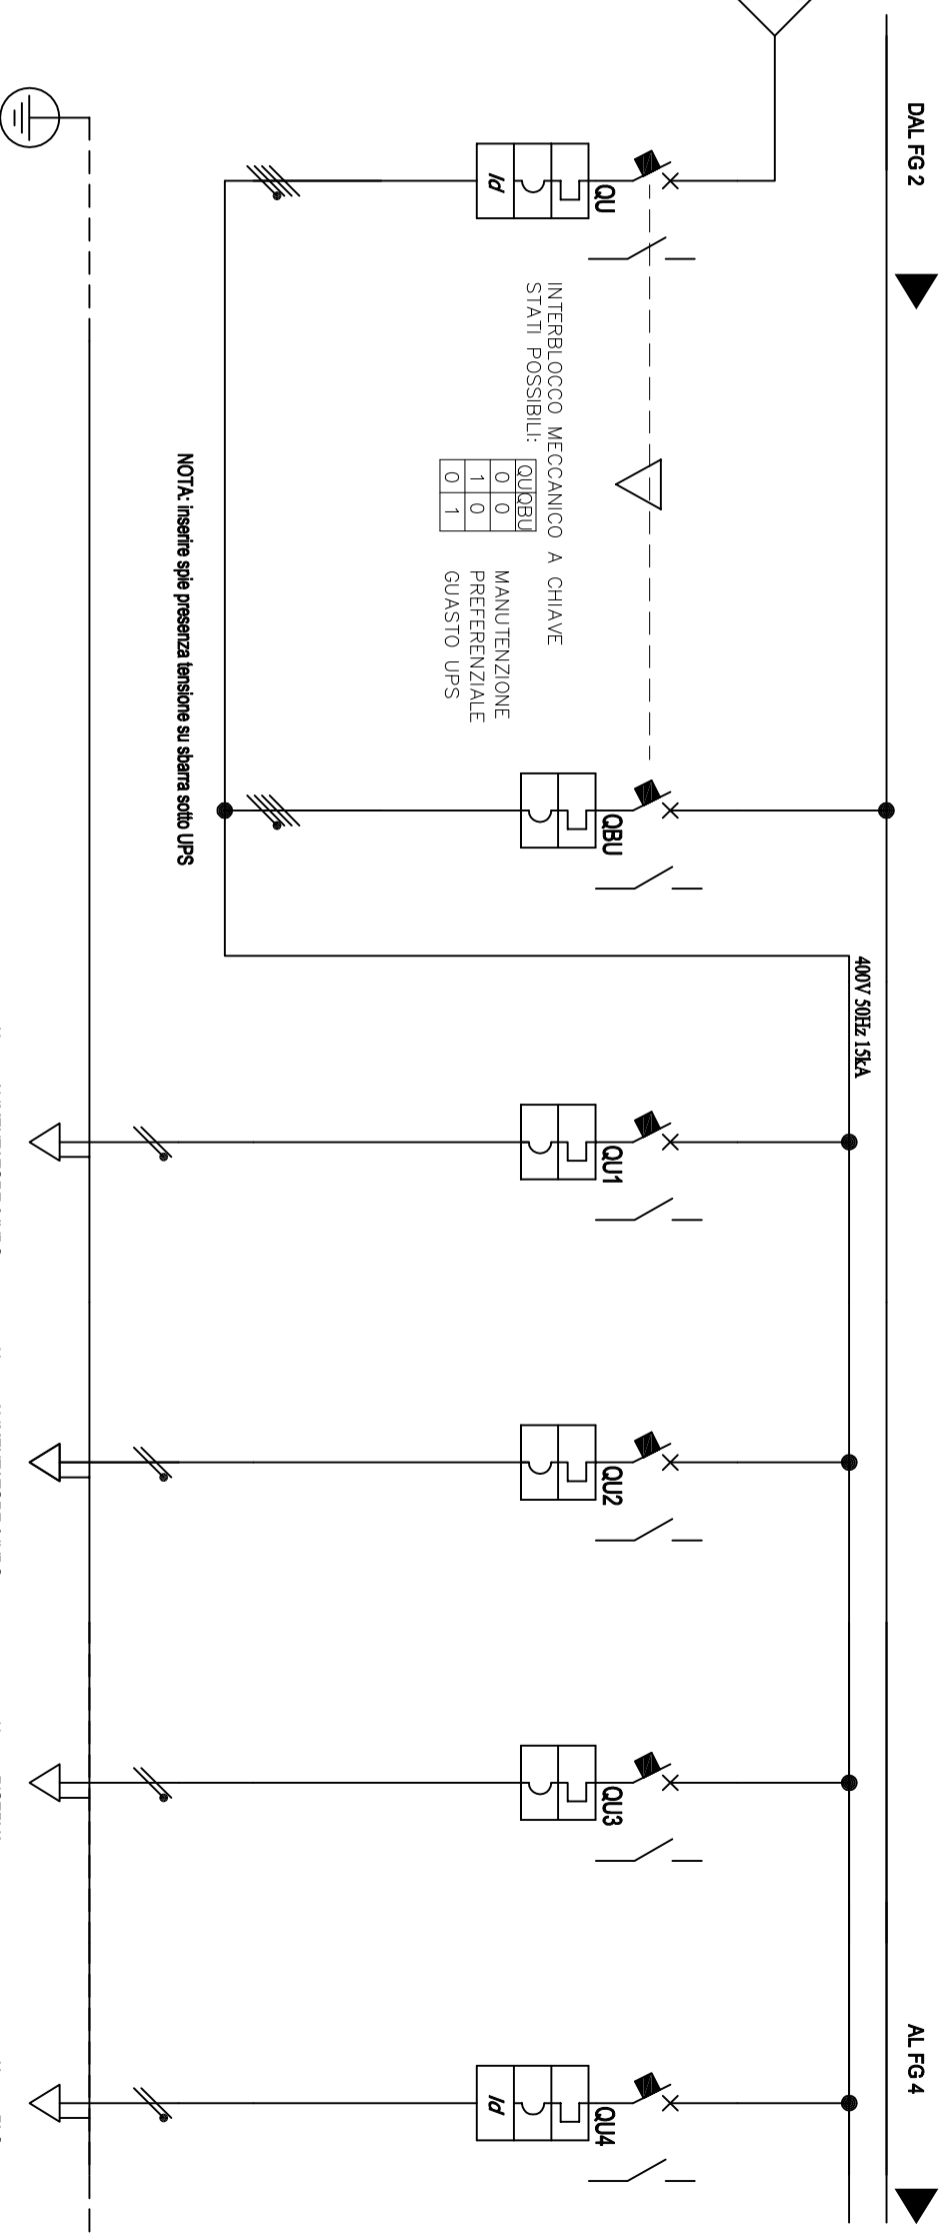 DAL FG 2
AL FG 4
400V 50Hz 15kA
QU
QBU
QU1
QU2
QU3
QU4
Id
Id
INTERBLOCCO MECCANICO A CHIAVE
STATI POSSIBILI:
QU QBU
0 0 MANUTENZIONE
1 0 PREFERENZIALE
0 1 GUASTO UPS
NOTA: inserire spie presenza tensione su sbarra sotto UPS